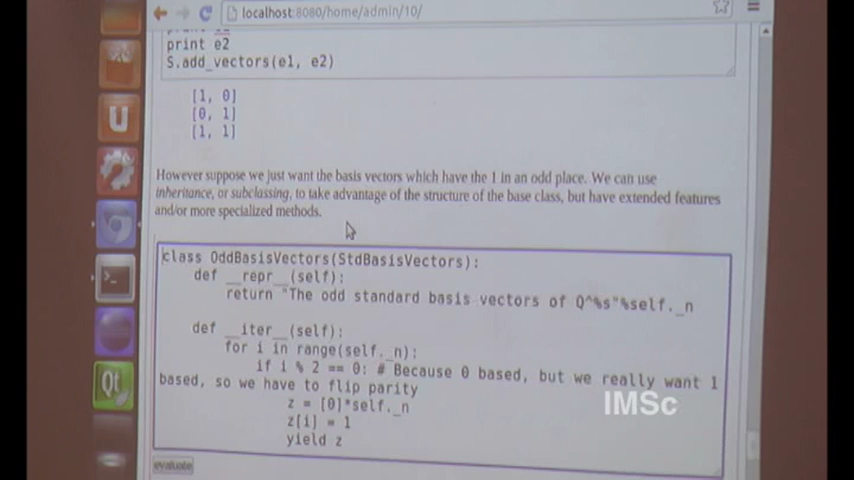 localhost:8080/home/admin/10/
print e2
S.add_vectors(e1, e2)
[1, 0]
[0, 1]
[1, 1]
However suppose we just want the basis vectors which have the 1 in an odd place. We can use
inheritance, or subclassing, to take advantage of the structure of the base class, but have extended features
and/or more specialized methods.
class OddBasisVectors(StdBasisVectors):
def __repr__(self):
return "The odd standard basis vectors of Q^%s"%self._n
def __iter__(self):
for i in range(self._n):
if i % 2 == 0: # Because 0 based, but we really want 1
based, so we have to flip parity
z = [0]*self._n
z[i] = 1
yield z
IMSc
evaluate
U
>_
Qt